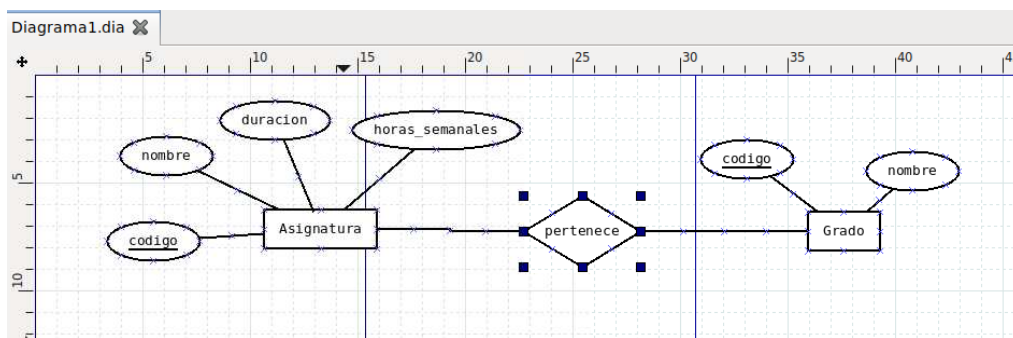 Diagrama1.dia
5 10 15 20 25 30 35 40 45
duracion
horas_semanales
nombre
codigo
nombre
5
codigo
Asignatura
pertenece
Grado
10